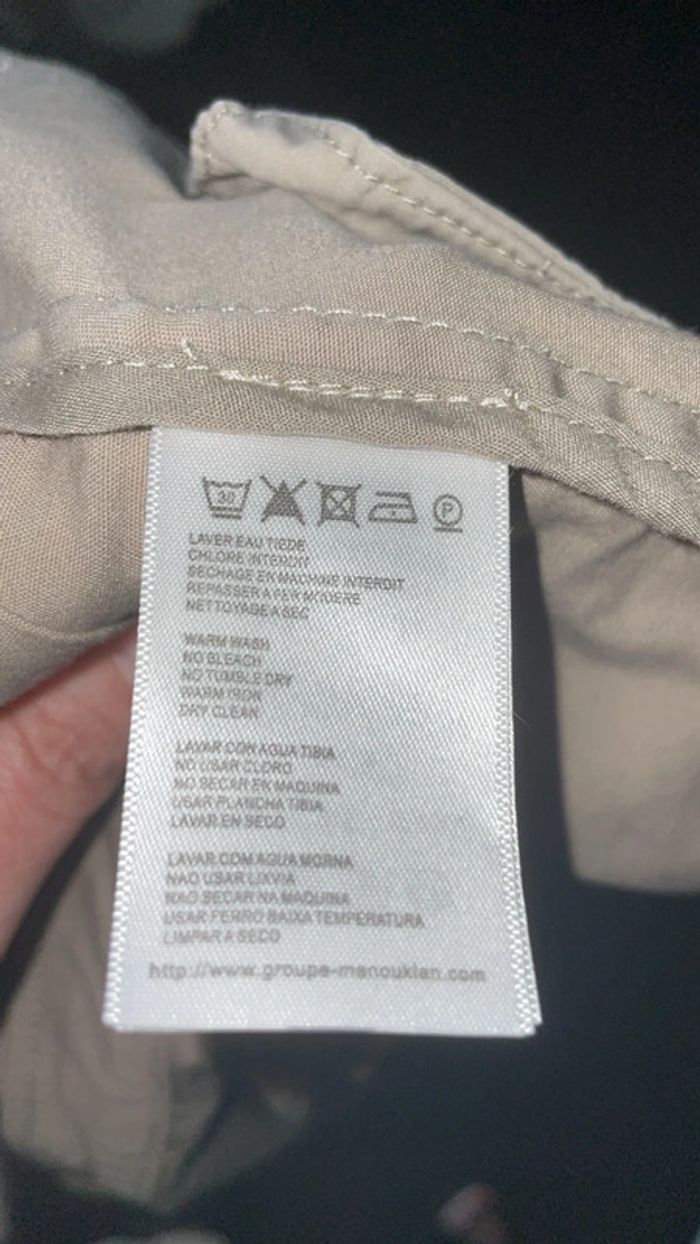 30
P
LAVER EAU TIEDE
CHLORE INTERDIT
SECHAGE EN MACHINE INTERDIT
REPASSER A FER MODERE
NETTOYAGE A SEC
WARM WASH
NO BLEACH
NO TUMBLE DRY
WARM IRON
DRY CLEAN
LAVAR CON AGUA TIBIA
NO USAR CLORO
NO SECAR EN MAQUINA
USAR PLANCHA TIBIA
LAVAR EN SECO
LAVAR COM AGUA MORNA
NAO USAR LIXVIA
NAO SECAR NA MAQUINA
USAR FERRO BAIXA TEMPERATURA
LIMPAR A SECO
http://www.groupe-manoukian.com